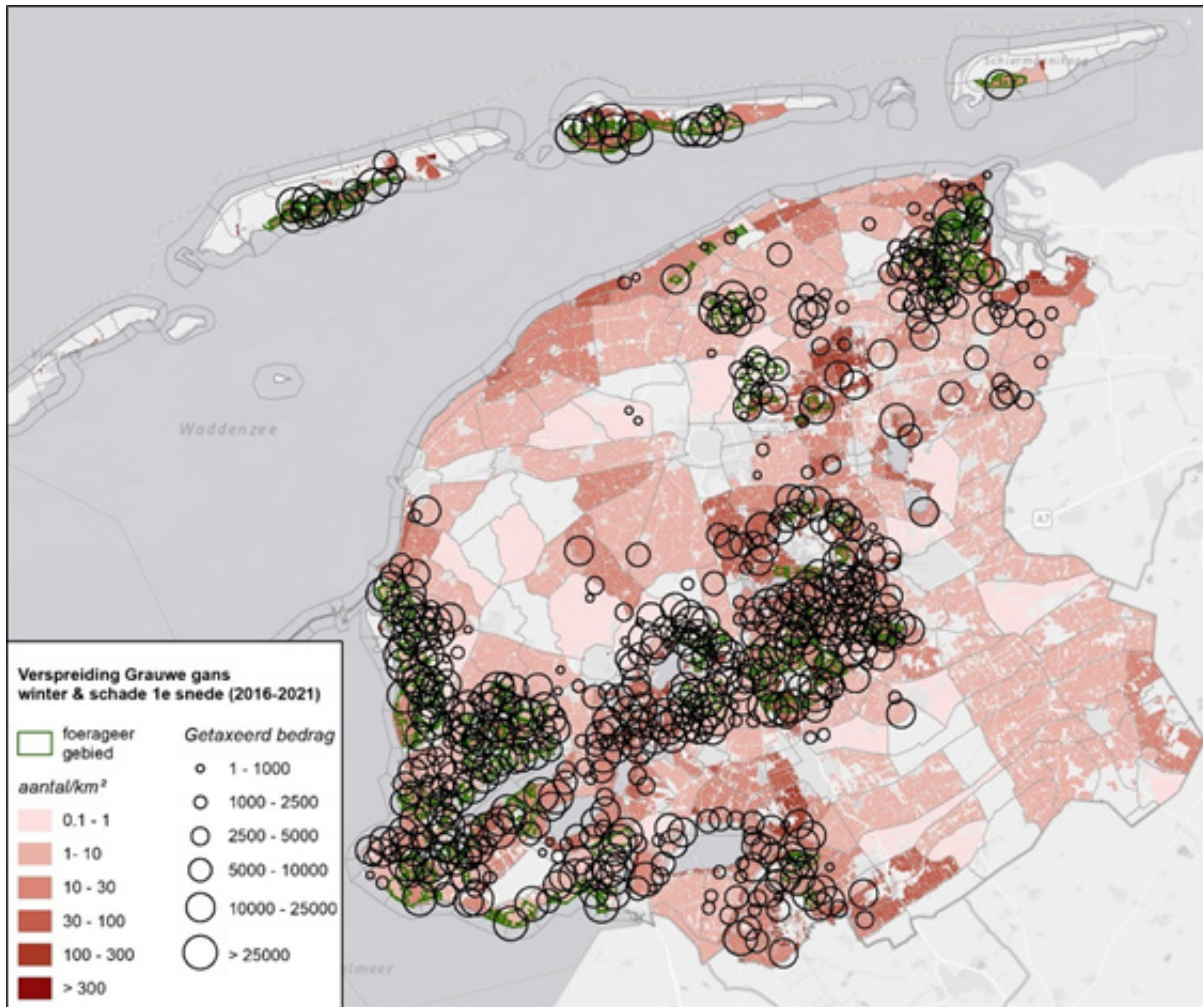 Schiermonnikoog
Waddenzee
A7
Verspreiding Grauwe gans
winter & schade 1e snede (2016-2021)
foerageer
gebied
aantal/km²
0.1 - 1
1- 10
10 - 30
30 - 100
100 - 300
> 300
Getaxeerd bedrag
1 - 1000
1000 - 2500
2500 - 5000
5000 - 10000
10000 - 25000
> 25000
lmeer